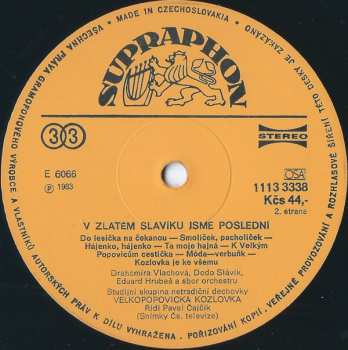 VŠECHNA PRÁVA GRAMOFONOVÉHO VÝROBCE A VLASTNÍKŮ AUTORSKÝCH PRÁV K DÍLU VYHRAŽENA. POŘIZOVÁNÍ KOPIÍ, VEŘEJNÉ PROVOZOVÁNÍ A ROZHLASOVÉ ŠÍŘENÍ TÉTO DESKY JE ZAKÁZÁNO
• MADE IN CZECHOSLOVAKIA •
SUPRAPHON
33
STEREO
E 6066
OSA
℗ 1983
1113 3338
Kčs 44,-
2. strana
V ZLATÉM SLAVÍKU JSME POSLEDNÍ
Do lesíčka na čekanou — Smolíček, pacholíček —
Hájenko, hájenko — Ta moje hajná — K Velkým
Popovicům cestička — Móda—verbuňk —
Kozlovka je ke všemu
Drahomíra Vlachová, Dodo Slávik,
Eduard Hrubeš a sbor orchestru
Studijní skupina netradiční dechovky
VELKOPOPOVICKÁ KOZLOVKA
Řídí Pavel Čajčík
(Snímky Čs. televize)